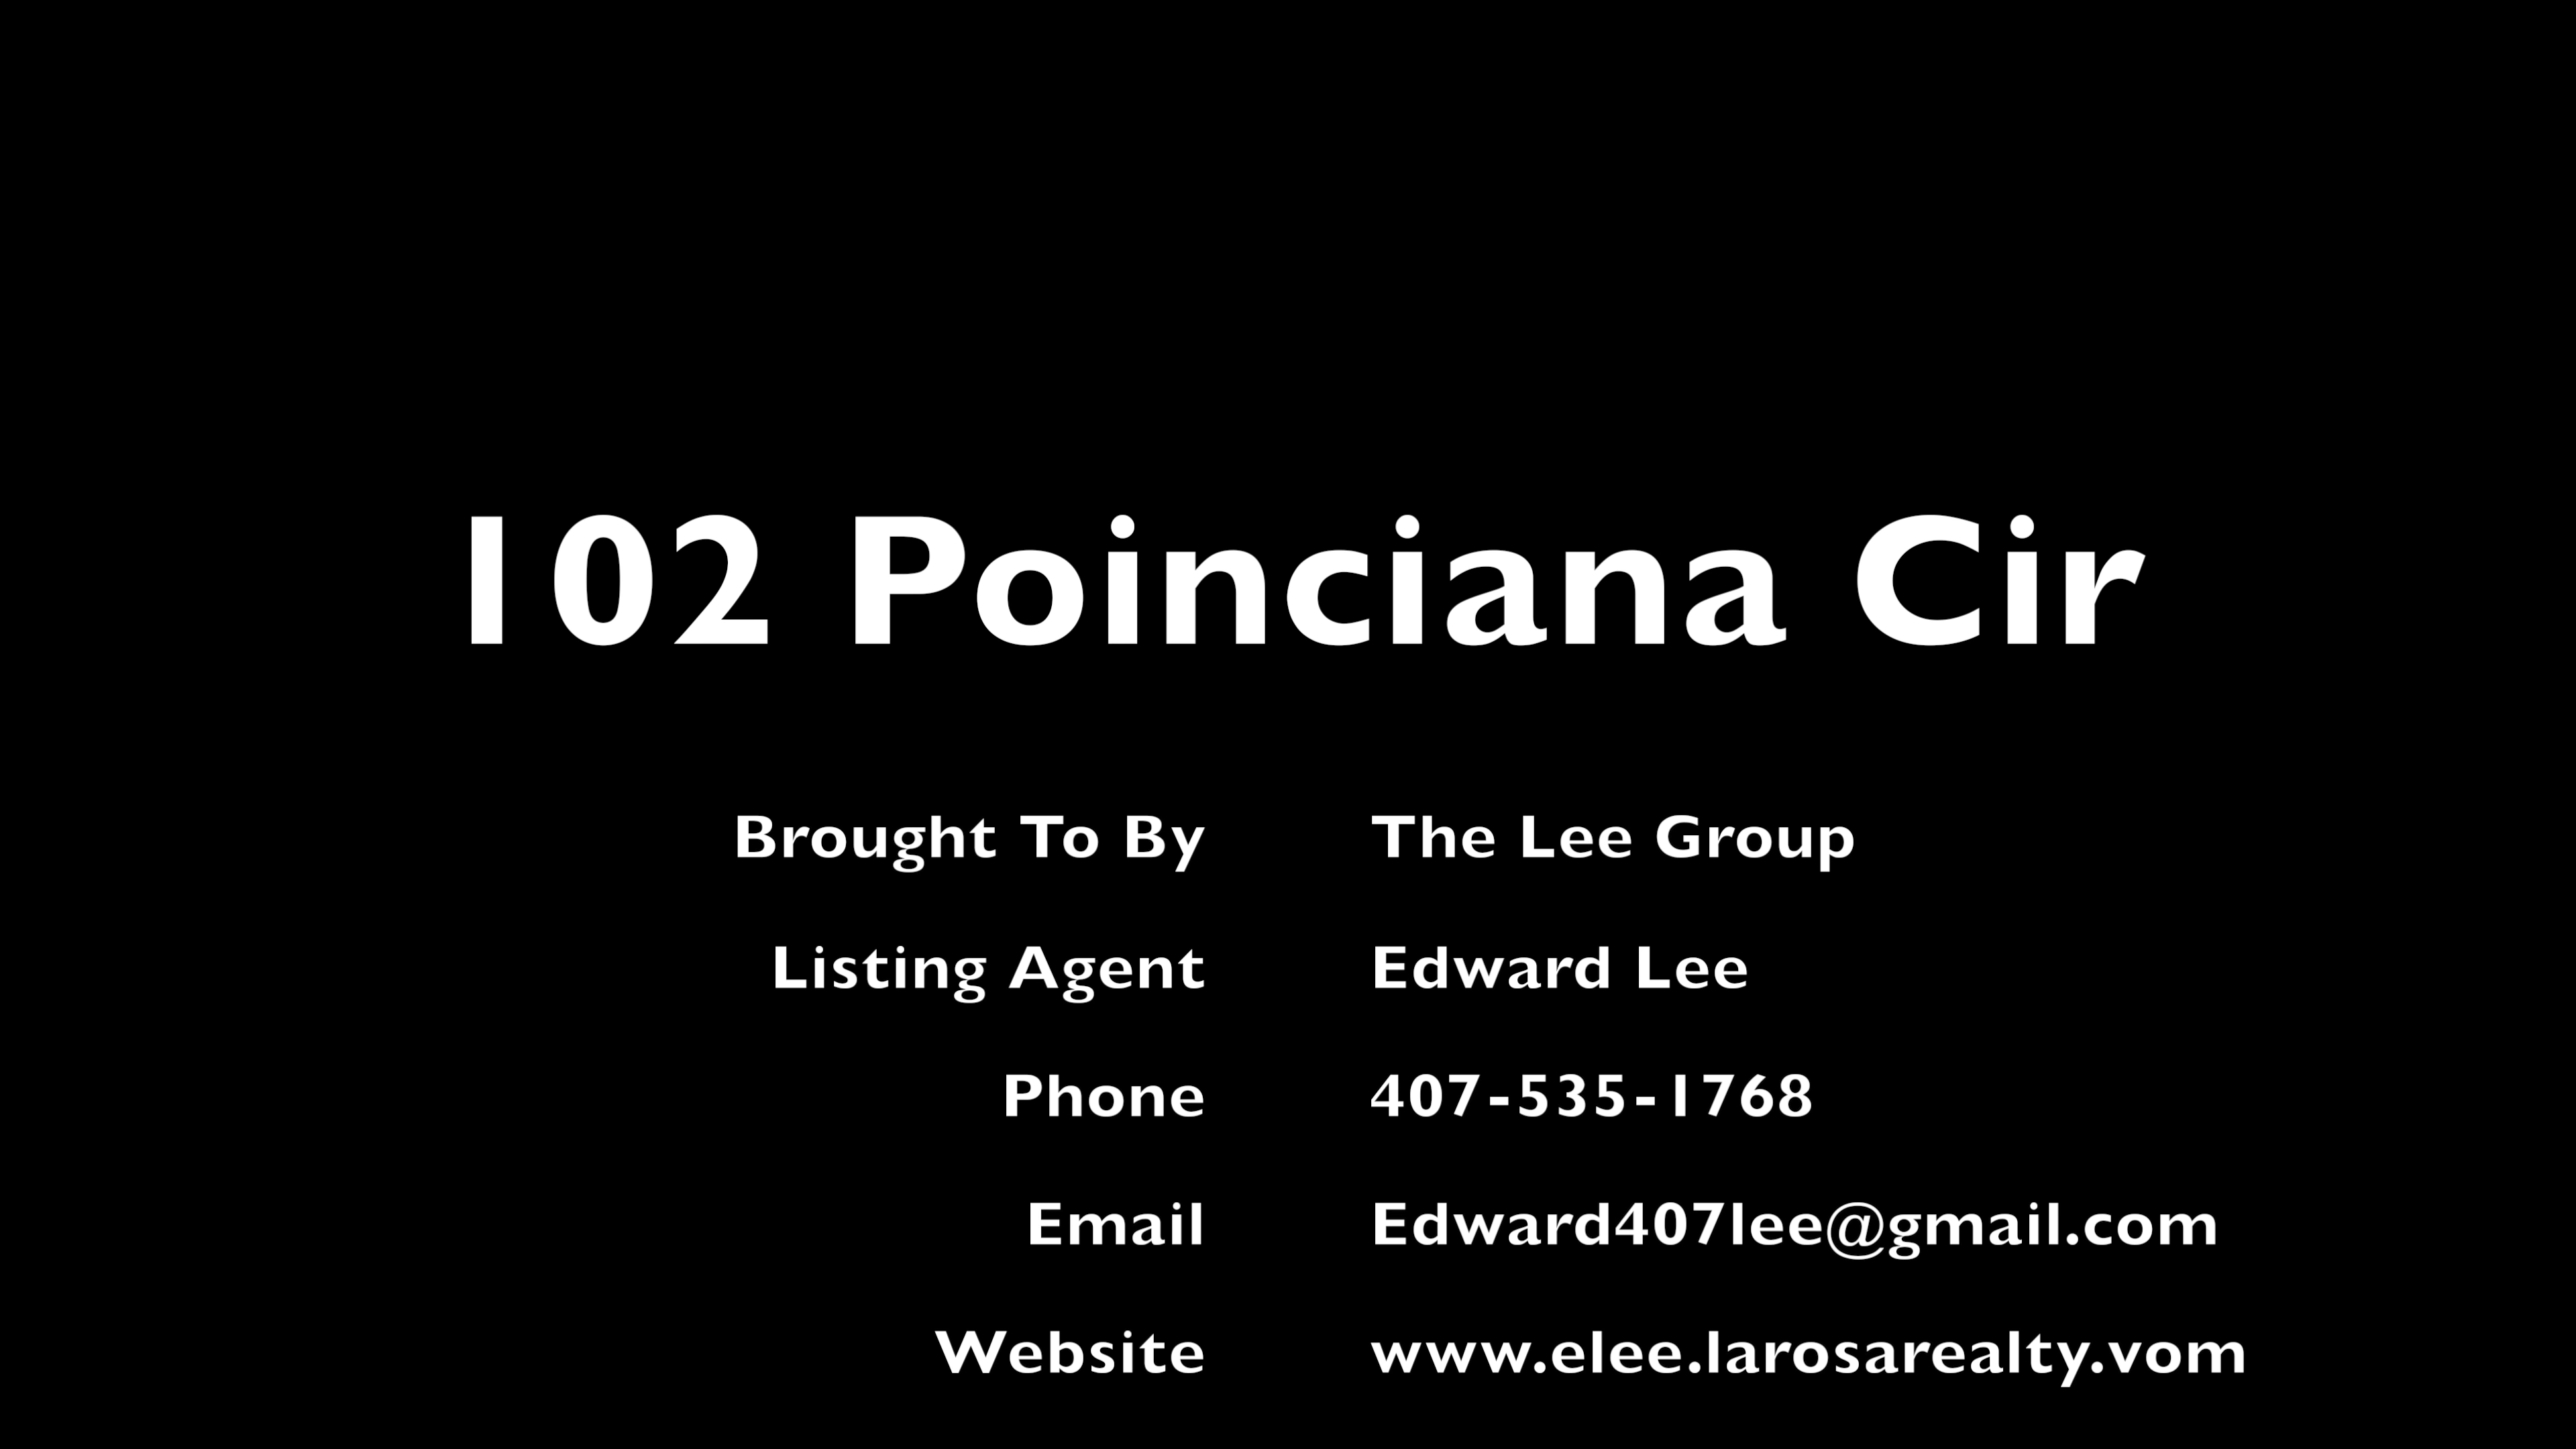 102 Poinciana Cir
Brought To By The Lee Group
Listing Agent Edward Lee
Phone 407-535-1768
Email Edward407lee@gmail.com
Website www.elee.larosarealty.vom